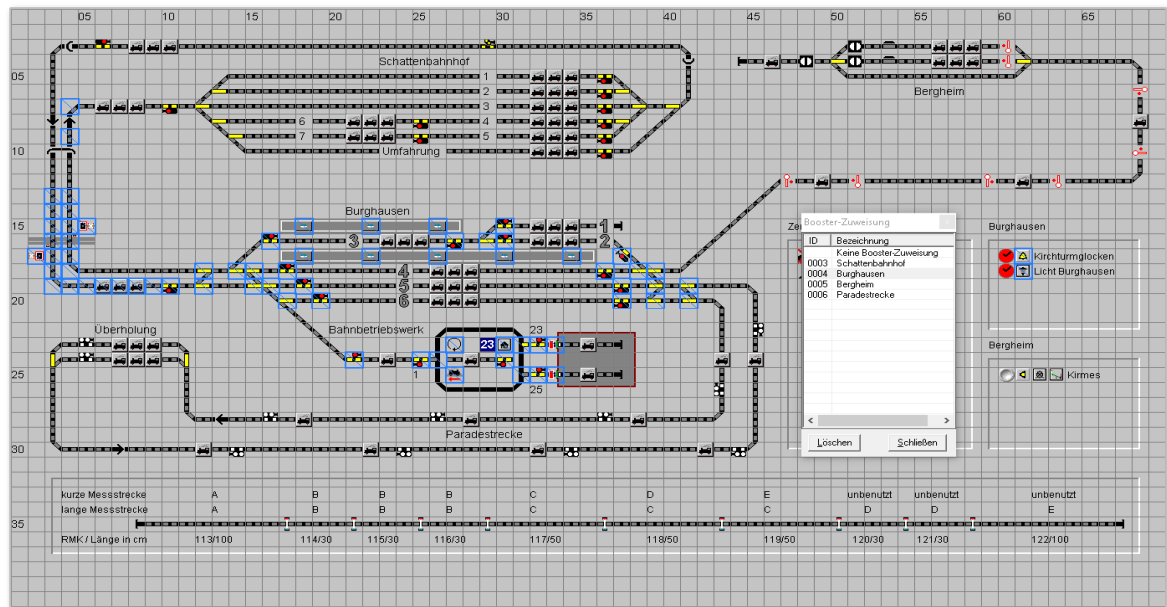 05 10 15 20 25 30 35 40 45 50 55 60 65
Schattenbahnhof
05
1
2
Bergheim
3
6 4
7 5
10
Umfahrung
Burghausen
15
1
3 2
4
5
20
6
Booster-Zuweisung
ID Bezeichnung
Keine Booster-Zuweisung
0003 Schattenbahnhof
0004 Burghausen
0005 Bergheim
0006 Paradestrecke
Löschen Schließen
Burghausen
Kirchturmglocken
Licht Burghausen
Bergheim
Kirmes
Überholung
Bahnbetriebswerk
23
23
1
25
25
Paradestrecke
30
kurze Messstrecke A B B B C D E unbenutzt unbenutzt unbenutzt
lange Messstrecke A B B B C C C D D E
35
RMK / Länge in cm 113/100 114/30 115/30 116/30 117/50 118/50 119/50 120/30 121/30 122/100